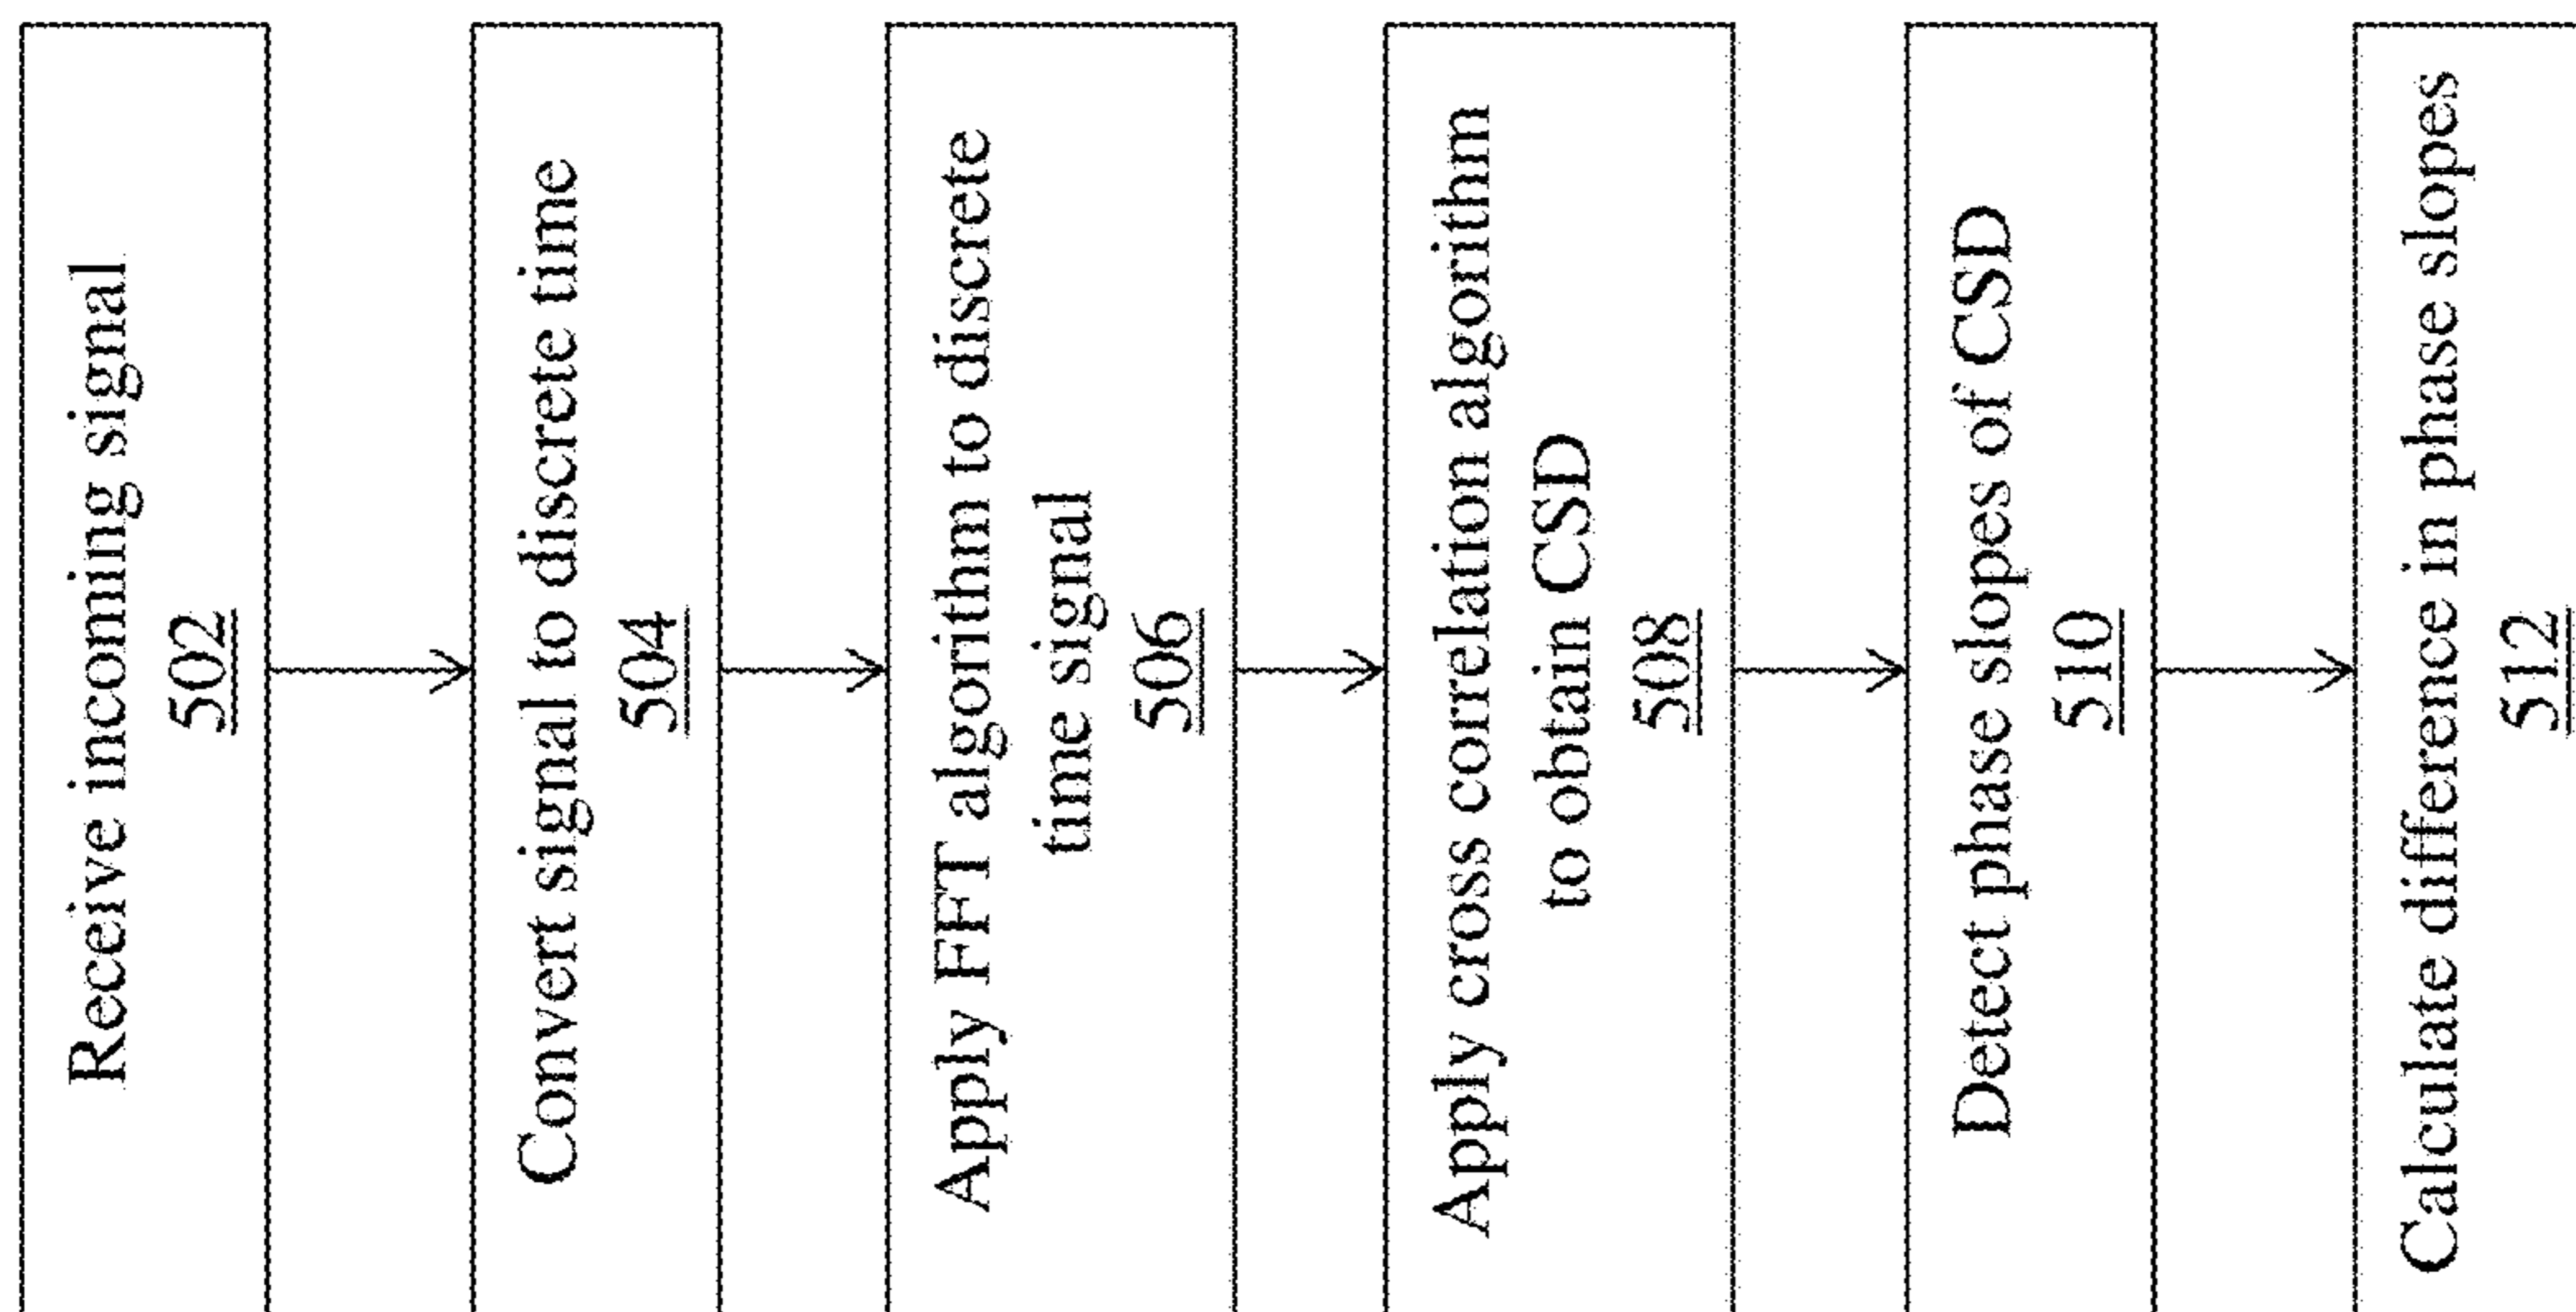 Receive incoming signal
502
Convert signal to discrete time
504
Apply FFT algorithm to discrete
time signal
506
Apply cross correlation algorithm
to obtain CSD
508
Detect phase slopes of CSD
510
Calculate difference in phase slopes
512